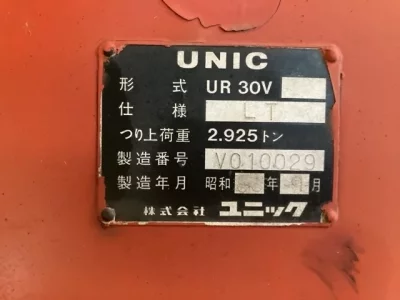 UNIC
形式 UR 30V
仕様 LT
つり上荷重 2.925トン
製造番号 V010029
製造年月 昭和 年 月
株式会社 ユニック